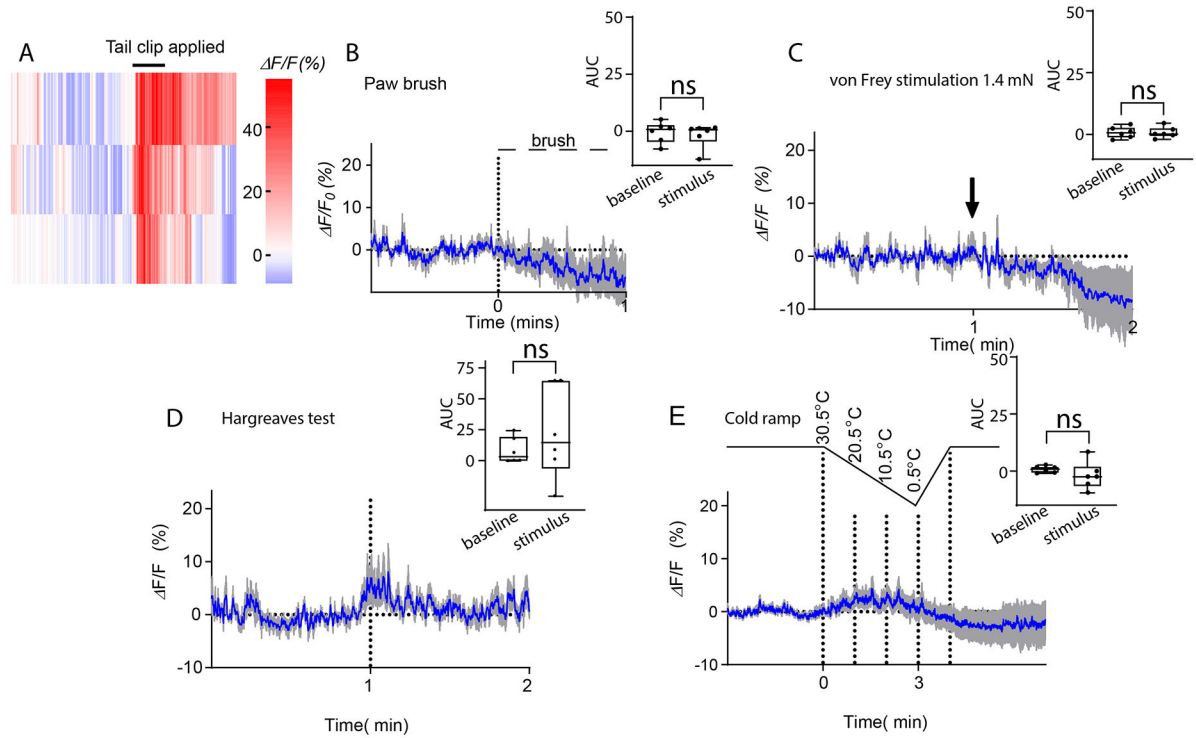 A
Tail clip applied
ΔF/F(%)
40
20
0
B
Paw brush
brush
ΔF/F0 (%)
20
10
0
0
1
Time (mins)
50
25
0
AUC
ns
baseline
stimulus
C
von Frey stimulation 1.4 mN
ΔF/F (%)
20
10
0
-10
1
2
Time( min)
50
25
0
AUC
ns
baseline
stimulus
D
Hargreaves test
ΔF/F (%)
20
10
0
-10
1
2
Time( min)
75
50
25
0
AUC
ns
baseline
stimulus
E
Cold ramp
30.5°C
20.5°C
10.5°C
0.5°C
ΔF/F (%)
20
10
0
-10
0
3
Time( min)
50
25
0
AUC
ns
baseline
stimulus